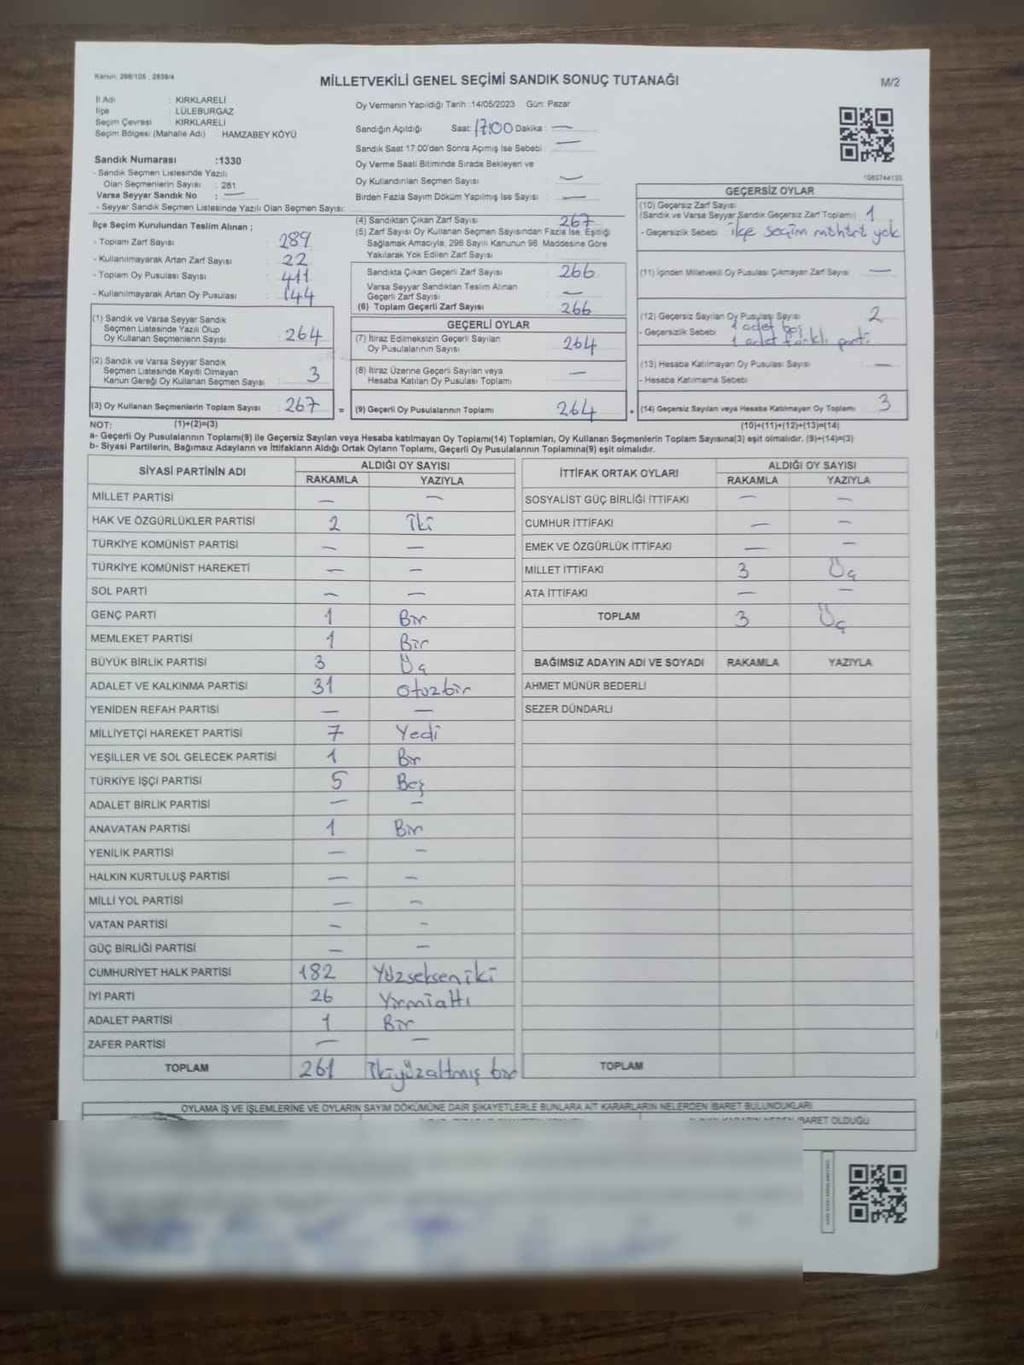 Kanun: 298/105 ; 2839/4
MİLLETVEKİLİ GENEL SEÇİMİ SANDIK SONUÇ TUTANAĞI
M/2
İl Adı : KIRKLARELİ
İlçe : LÜLEBURGAZ
Seçim Çevresi : KIRKLARELİ
Seçim Bölgesi (Mahalle Adı) HAMZABEY KÖYÜ
Sandık Numarası :1330
- Sandık Seçmen Listesinde Yazılı
Olan Seçmenlerin Sayısı : 281
Varsa Seyyar Sandık No : —
- Seyyar Sandık Seçmen Listesinde Yazılı Olan Seçmen Sayısı:
Oy Vermenin Yapıldığı Tarih :14/05/2023 Gün: Pazar
Sandığın Açıldığı Saat: 17:00 Dakika : —
Sandık Saat 17.00'den Sonra Açımış İse Sebebi : —
Oy Verme Saati Bitiminde Sırada Bekleyen ve
Oy Kullandırılan Seçmen Sayısı : —
Birden Fazla Sayım Döküm Yapılmış İse Sayısı : —
İlçe Seçim Kurulundan Teslim Alınan ;
- Toplam Zarf Sayısı : 289
- Kullanılmayarak Artan Zarf Sayısı : 22
- Toplam Oy Pusulası Sayısı : 411
- Kullanılmayarak Artan Oy Pusulası : 144
(1) Sandık ve Varsa Seyyar Sandık
Seçmen Listesinde Yazılı Olup
Oy Kullanan Seçmenlerin Sayısı : 264
(2) Sandık ve Varsa Seyyar Sandık
Seçmen Listesinde Kayıtlı Olmayan
Kanun Gereği Oy Kullanan Seçmen Sayısı : 3
(3) Oy Kullanan Seçmenlerin Toplam Sayısı : 267 =
(4) Sandıktan Çıkan Zarf Sayısı : 267
(5) Zarf Sayısı Oy Kullanan Seçmen Sayısından Fazla İse, Eşitliği
Sağlamak Amacıyla, 298 Sayılı Kanunun 98. Maddesine Göre
Yakılarak Yok Edilen Zarf Sayısı :
Sandıkta Çıkan Geçerli Zarf Sayısı : 266
Varsa Seyyar Sandıktan Teslim Alınan
Geçerli Zarf Sayısı : —
(6) Toplam Geçerli Zarf Sayısı : 266
GEÇERLİ OYLAR
(7) İtiraz Edilmeksizin Geçerli Sayılan
Oy Pusulalarının Sayısı : 264
(8) İtiraz Üzerine Geçerli Sayılan veya
Hesaba Katılan Oy Pusulası Toplamı : —
(9) Geçerli Oy Pusulalarının Toplamı : 264 +
GEÇERSİZ OYLAR
(10) Geçersiz Zarf Sayısı
(Sandık ve Varsa Seyyar Sandık Geçersiz Zarf Toplamı) : 1
- Geçersizlik Sebebi : ilçe seçim mührü yok
(11) İçinden Milletvekili Oy Pusulası Çıkmayan Zarf Sayısı : —
(12) Geçersiz Sayılan Oy Pusulası Sayısı : 2
- Geçersizlik Sebebi : 1 adet boş
1 adet farklı parti
(13) Hesaba Katılmayan Oy Pusulası Sayısı : —
- Hesaba Katılmama Sebebi :
(14) Geçersiz Sayılan veya Hesaba Katılmayan Oy Toplamı : 3
NOT: (1)+(2)=(3) (10)+(11)+(12)+(13)=(14)
a- Geçerli Oy Pusulalarının Toplamı(9) ile Geçersiz Sayılan veya Hesaba katılmayan Oy Toplamı(14) Toplamları, Oy Kullanan Seçmenlerin Toplam Sayısına(3) eşit olmalıdır. (9)+(14)=(3)
b- Siyasi Partilerin, Bağımsız Adayların ve İttifakların Aldığı Ortak Oyların Toplamı, Geçerli Oy Pusulalarının Toplamına(9) eşit olmalıdır.
SİYASİ PARTİNİN ADI ALDIĞI OY SAYISI
RAKAMLA YAZIYLA
MİLLET PARTİSİ — —
HAK VE ÖZGÜRLÜKLER PARTİSİ 2 İki
TÜRKİYE KOMÜNİST PARTİSİ — —
TÜRKİYE KOMÜNİST HAREKETİ — —
SOL PARTİ — —
GENÇ PARTİ 1 Bir
MEMLEKET PARTİSİ 1 Bir
BÜYÜK BİRLİK PARTİSİ 3 Üç
ADALET VE KALKINMA PARTİSİ 31 Otuzbir
YENİDEN REFAH PARTİSİ — —
MİLLİYETÇİ HAREKET PARTİSİ 7 Yedi
YEŞİLLER VE SOL GELECEK PARTİSİ 1 Bir
TÜRKİYE İŞÇİ PARTİSİ 5 Beş
ADALET BİRLİK PARTİSİ — —
ANAVATAN PARTİSİ 1 Bir
YENİLİK PARTİSİ — —
HALKIN KURTULUŞ PARTİSİ — —
MİLLİ YOL PARTİSİ — —
VATAN PARTİSİ — —
GÜÇ BİRLİĞİ PARTİSİ — —
CUMHURİYET HALK PARTİSİ 182 Yüzsekseniki
İYİ PARTİ 26 Yirmialtı
ADALET PARTİSİ 1 Bir
ZAFER PARTİSİ — —
TOPLAM 261 İkiyüzaltmış bir
İTTİFAK ORTAK OYLARI ALDIĞI OY SAYISI
RAKAMLA YAZIYLA
SOSYALİST GÜÇ BİRLİĞİ İTTİFAKI — —
CUMHUR İTTİFAKI — —
EMEK VE ÖZGÜRLÜK İTTİFAKI — —
MİLLET İTTİFAKI 3 Üç
ATA İTTİFAKI — —
TOPLAM 3 Üç
BAĞIMSIZ ADAYIN ADI VE SOYADI RAKAMLA YAZIYLA
AHMET MÜNÜR BEDERLİ
SEZER DÜNDARLI
TOPLAM
OYLAMA İŞ VE İŞLEMLERİNE VE OYLARIN SAYIM DÖKÜMÜNE DAİR ŞİKAYETLERLE BUNLARA AİT KARARLARIN NELERDEN İBARET BULUNDUKLARI